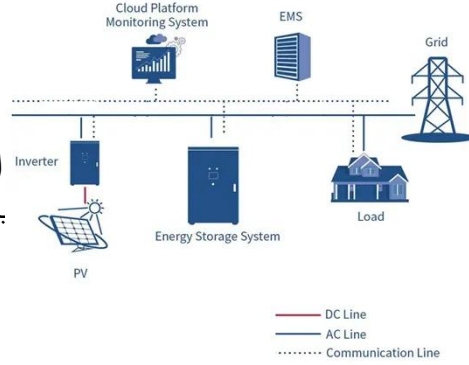 Cloud Platform
Monitoring System
EMS
Grid
Inverter
Energy Storage System
Load
PV
DC Line
AC Line
Communication Line